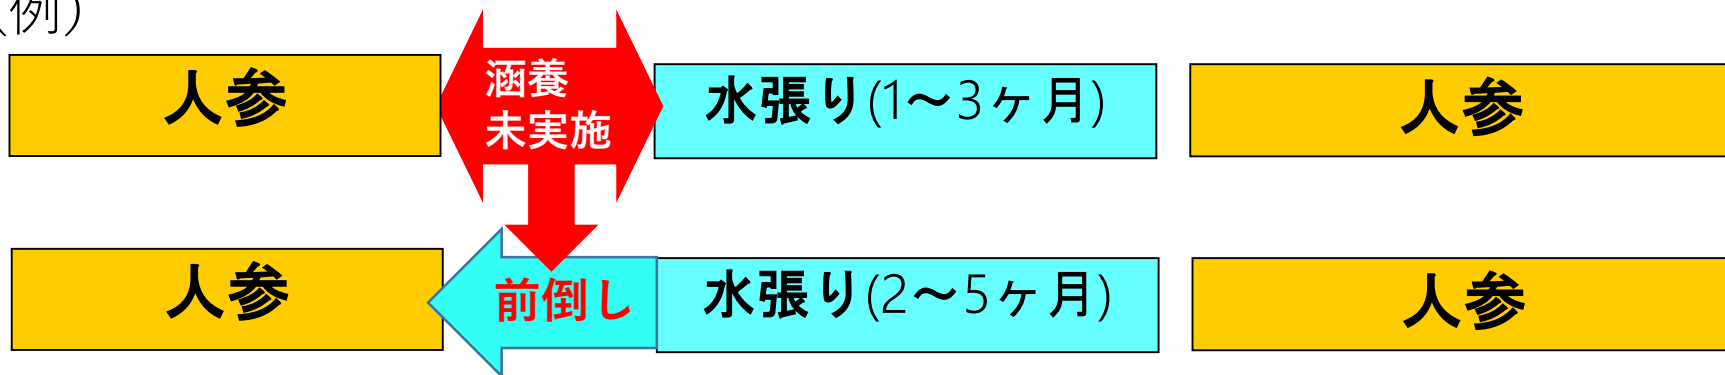 （例）
人参
涵養
未実施
水張り(1～3ヶ月)
人参
人参
前倒し
水張り(2～5ヶ月)
人参